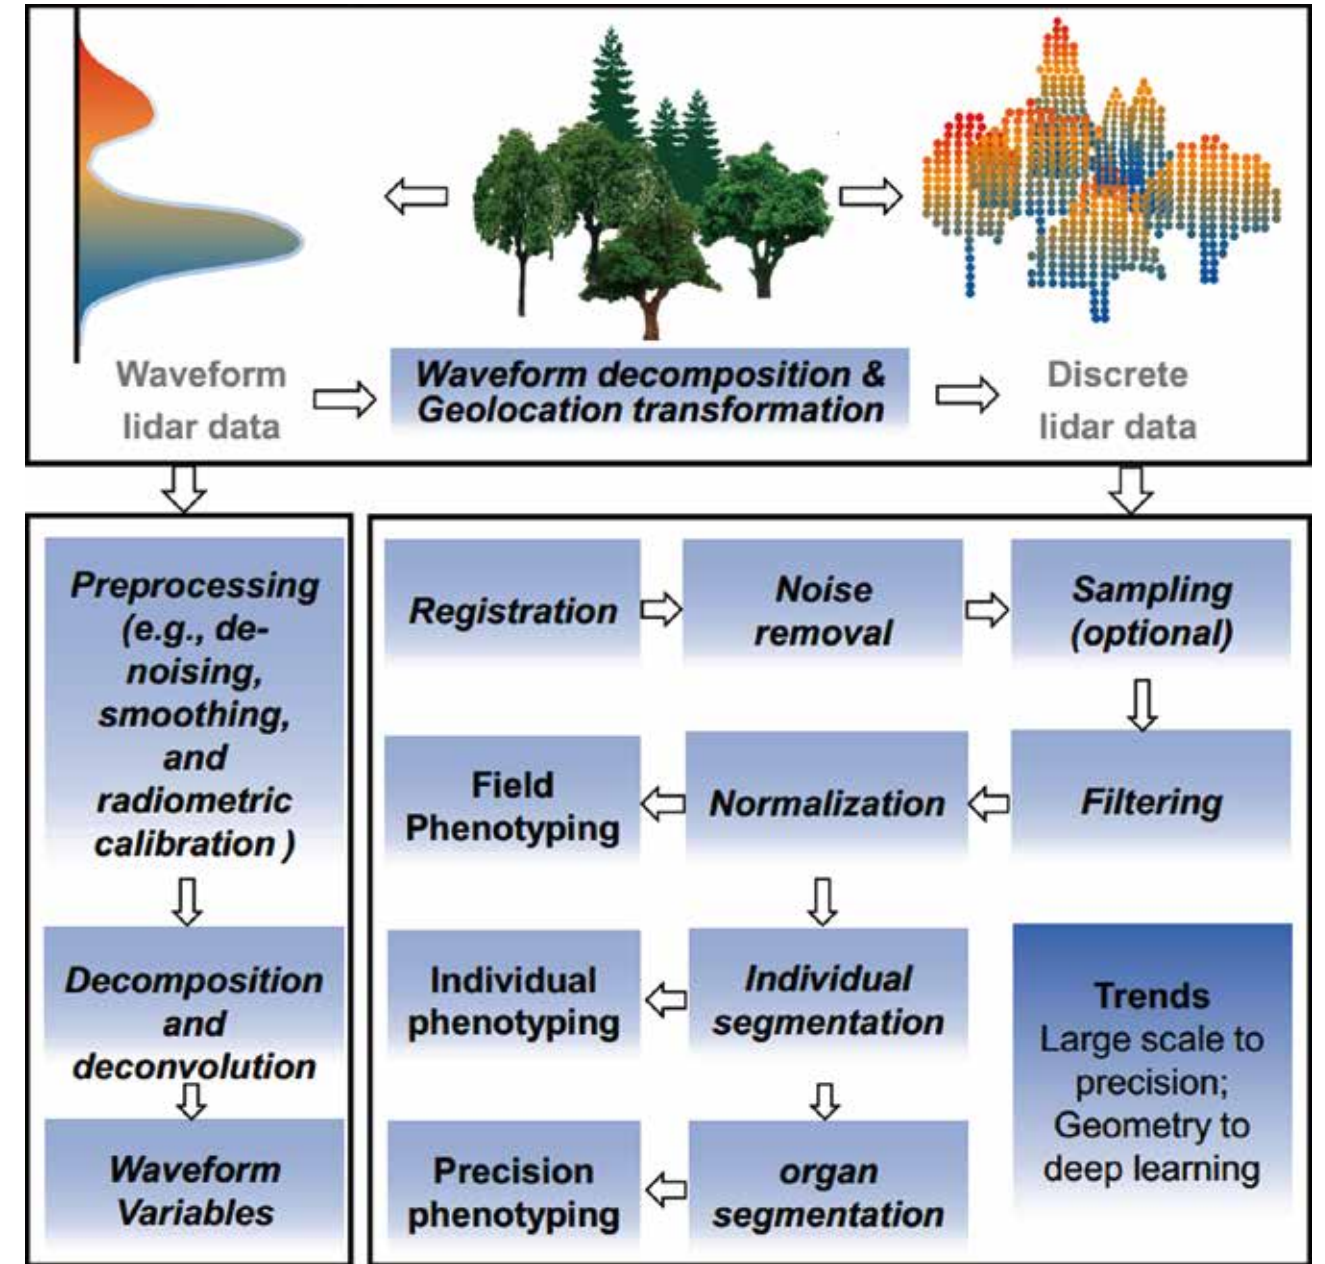 Waveform
lidar data
Waveform decomposition &
Geolocation transformation
Discrete
lidar data
Preprocessing
(e.g., de-
noising,
smoothing,
and
radiometric
calibration )
Decomposition
and
deconvolution
Waveform
Variables
Registration
Noise
removal
Sampling
(optional)
Field
Phenotyping
Normalization
Filtering
Individual
phenotyping
Individual
segmentation
Trends
Large scale to
precision;
Geometry to
deep learning
Precision
phenotyping
organ
segmentation